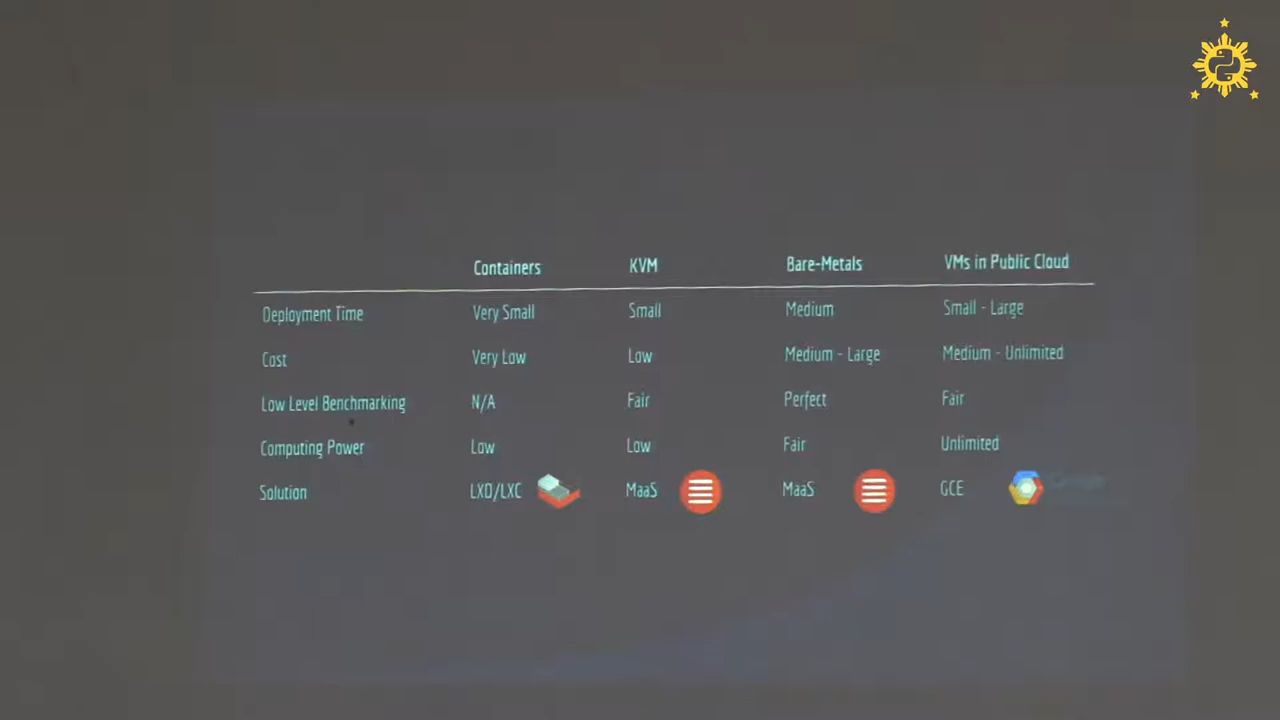 Containers KVM Bare-Metals VMs in Public Cloud
Deployment Time Very Small Small Medium Small - Large
Cost Very Low Low Medium - Large Medium - Unlimited
Low Level Benchmarking N/A Fair Perfect Fair
Computing Power Low Low Fair Unlimited
Solution LXD/LXC MaaS MaaS GCE